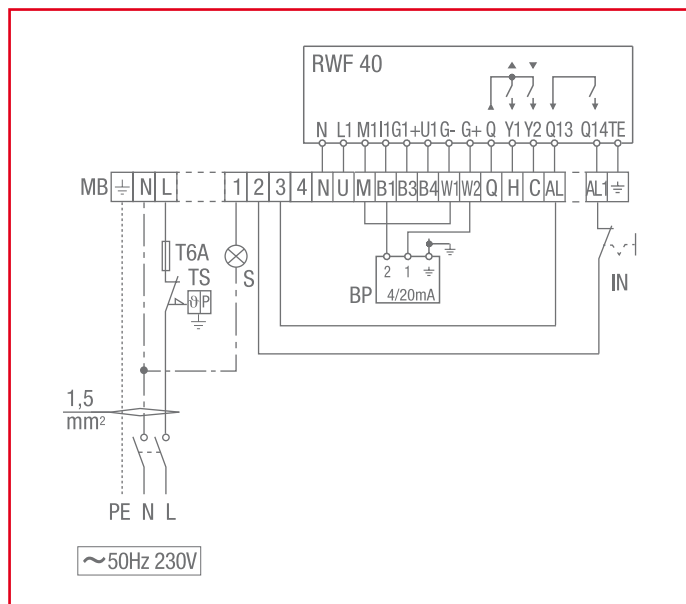 RWF 40
N L1 M1 I1 G1+ U1 G- G+ Q Y1 Y2 Q13 Q14 TE
MB N L 1 2 3 4 N U M B1 B3 B4 W1 W2 Q H C AL AL1
T6A
TS
ϑ P
S
2 1
BP 4/20mA
IN
1,5
mm²
PE N L
~50Hz 230V